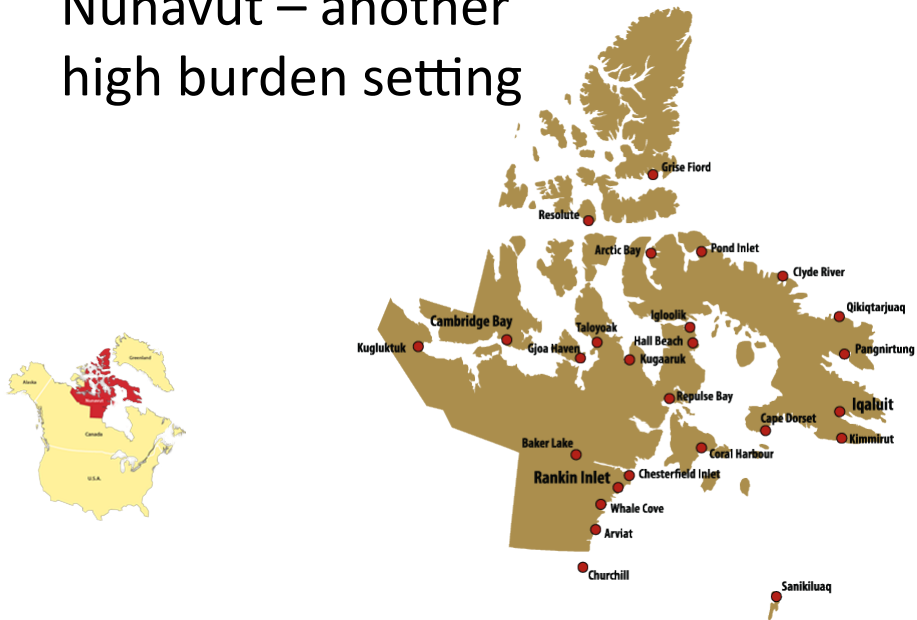 Nunavut – another
high burden setting
Grise Fiord
Resolute
Arctic Bay
Pond Inlet
Clyde River
Qikiqtarjuaq
Igloolik
Cambridge Bay
Taloyoak
Hall Beach
Kugluktuk
Gjoa Haven
Pangnirtung
Kugaaruk
Repulse Bay
Iqaluit
Cape Dorset
Kimmirut
Baker Lake
Coral Harbour
Rankin Inlet
Chesterfield Inlet
Whale Cove
Arviat
Churchill
Sanikiluaq
Greenland
Alaska
Nunavut
Canada
U.S.A.